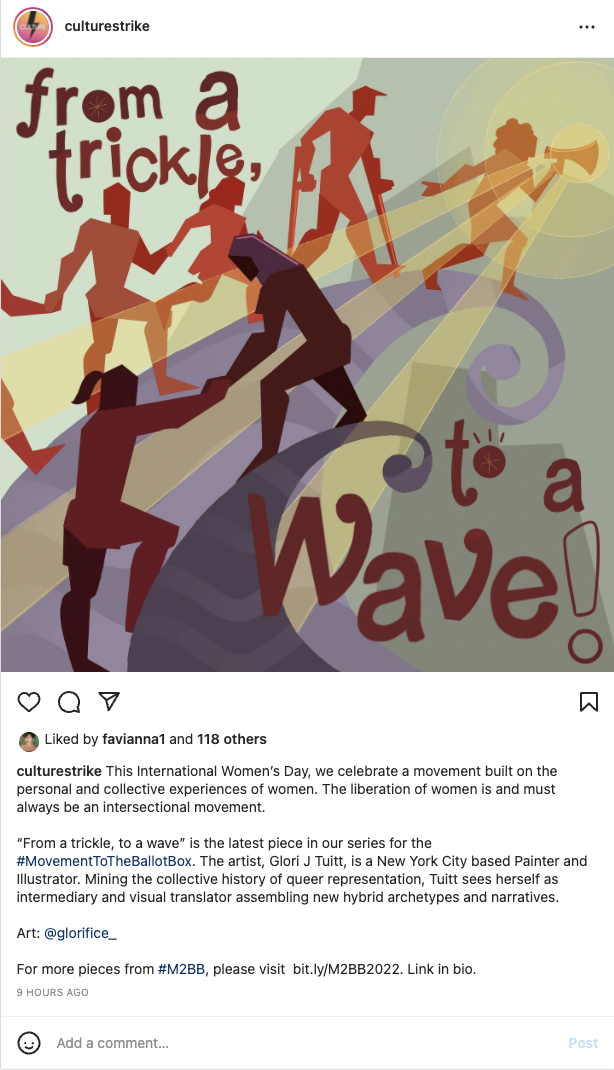 culturestrike
from a
trickle,
to a
Wave!
Liked by favianna1 and 118 others
culturestrike This International Women’s Day, we celebrate a movement built on the
personal and collective experiences of women. The liberation of women is and must
always be an intersectional movement.
“From a trickle, to a wave” is the latest piece in our series for the
#MovementToTheBallotBox. The artist, Glori J Tuitt, is a New York City based Painter and
Illustrator. Mining the collective history of queer representation, Tuitt sees herself as
intermediary and visual translator assembling new hybrid archetypes and narratives.
Art: @glorifice_
For more pieces from #M2BB, please visit bit.ly/M2BB2022. Link in bio.
9 HOURS AGO
Add a comment...
Post